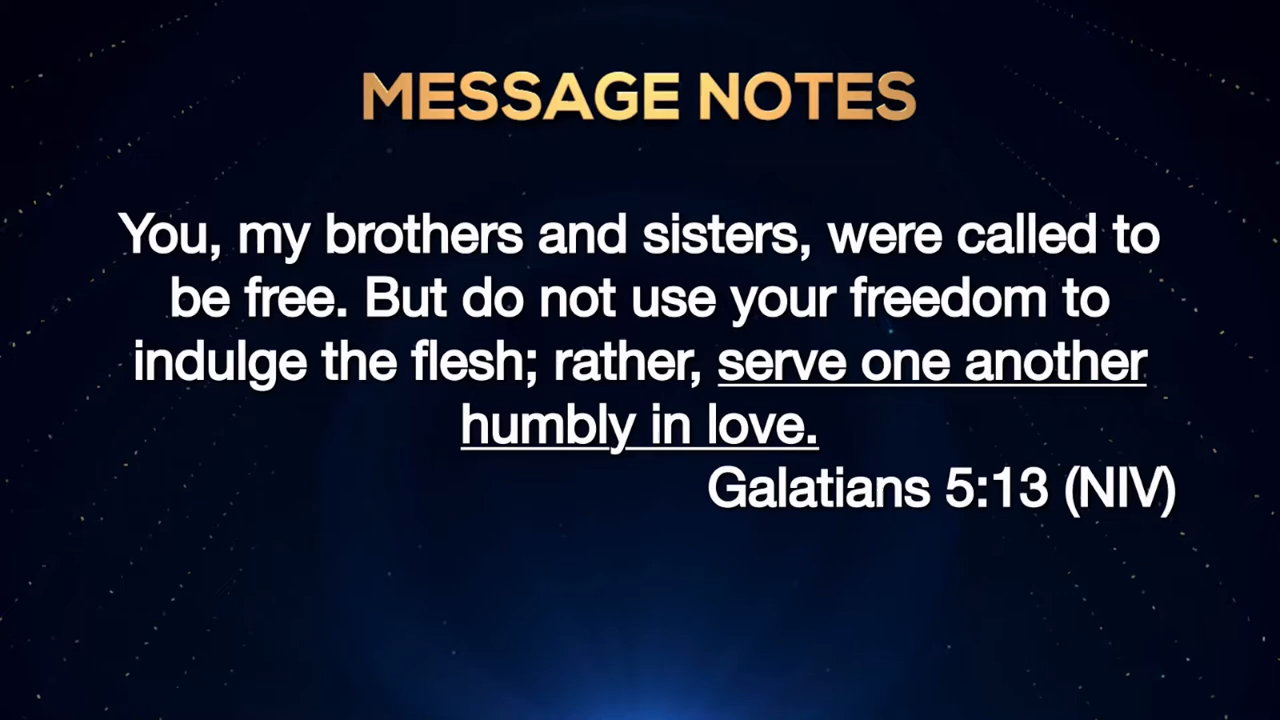 MESSAGE NOTES
You, my brothers and sisters, were called to
be free. But do not use your freedom to
indulge the flesh; rather, serve one another
humbly in love.
Galatians 5:13 (NIV)